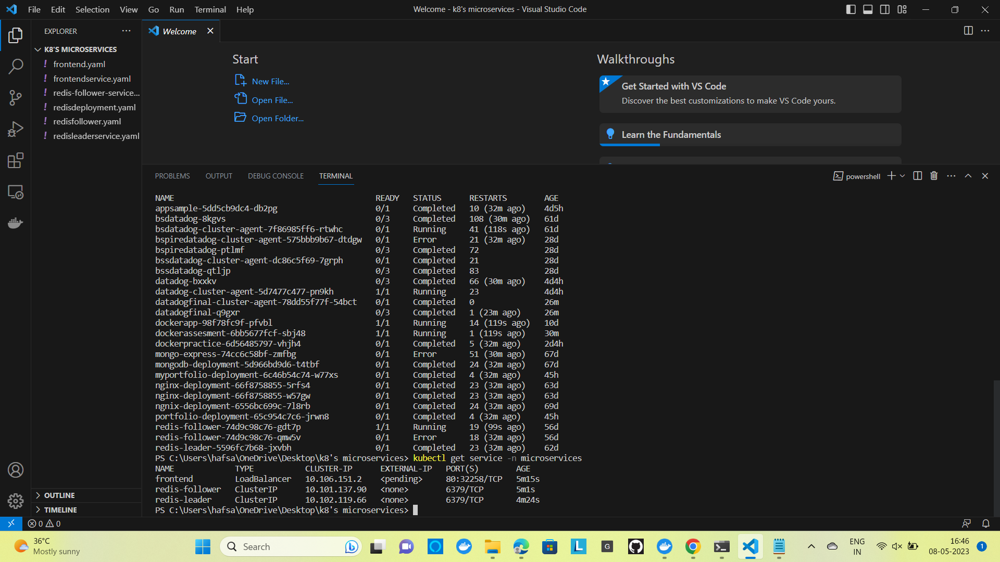 File Edit Selection View Go Run Terminal Help
Welcome - k8's microservices - Visual Studio Code
EXPLORER
K8'S MICROSERVICES
! frontend.yaml
! frontendservice.yaml
! redis-follower-service...
! redisdeployment.yaml
! redisfollower.yaml
! redisleaderservice.yaml
OUTLINE
TIMELINE
Welcome
Start
New File...
Open File...
Open Folder...
Walkthroughs
Get Started with VS Code
Discover the best customizations to make VS Code yours.
Learn the Fundamentals
PROBLEMS OUTPUT DEBUG CONSOLE TERMINAL
powershell
NAME READY STATUS RESTARTS AGE
appsample-5dd5cb9dc4-db2pg 0/1 Completed 10 (32m ago) 4d5h
bsdatadog-8kgvs 0/3 Completed 108 (30m ago) 61d
bsdatadog-cluster-agent-7f86985ff6-rtwhc 0/1 Running 41 (118s ago) 61d
bspiredatadog-cluster-agent-575bbb9b67-dtdgw 0/1 Error 21 (32m ago) 28d
bspiredatadog-ptlmf 0/3 Completed 72 28d
bssdatadog-cluster-agent-dc86c5f69-7grph 0/1 Completed 21 28d
bssdatadog-qtljp 0/3 Completed 83 28d
datadog-bxxkv 0/3 Completed 66 (30m ago) 4d4h
datadog-cluster-agent-5d7477c477-pn9kh 1/1 Running 23 4d4h
datadogfinal-cluster-agent-78dd55f77f-54bct 0/1 Completed 0 26m
datadogfinal-q9gxr 0/3 Completed 1 (23m ago) 26m
dockerapp-98f78fc9f-pfvbl 1/1 Running 14 (119s ago) 10d
dockerassesment-6bb5677fcf-sbj48 1/1 Running 1 (119s ago) 30m
dockerpractice-6d56485797-vhjh4 0/1 Completed 5 (32m ago) 2d4h
mongo-express-74cc6c58bf-zmfbg 0/1 Error 51 (30m ago) 67d
mongodb-deployment-5d966bd9d6-t4tbf 0/1 Completed 24 (32m ago) 67d
myportfolio-deployment-6c46b54c74-w77xs 0/1 Completed 4 (32m ago) 45h
nginx-deployment-66f8758855-5rfs4 0/1 Completed 23 (32m ago) 63d
nginx-deployment-66f8758855-w57gw 0/1 Completed 23 (32m ago) 63d
ngnix-deployment-6556bc699c-7l8rb 0/1 Completed 24 (32m ago) 69d
portfolio-deployment-65c954c7c6-jrwn8 0/1 Completed 4 (32m ago) 45h
redis-follower-74d9c98c76-gdt7p 1/1 Running 19 (99s ago) 56d
redis-follower-74d9c98c76-qmw5v 0/1 Error 18 (32m ago) 56d
redis-leader-5596fc7b68-jxvbh 0/1 Completed 23 (32m ago) 62d
PS C:\Users\hafsa\OneDrive\Desktop\k8's microservices> kubectl get service -n microservices
NAME TYPE CLUSTER-IP EXTERNAL-IP PORT(S) AGE
frontend LoadBalancer 10.106.151.2 <pending> 80:32258/TCP 5m15s
redis-follower ClusterIP 10.101.137.90 <none> 6379/TCP 5m1s
redis-leader ClusterIP 10.102.119.66 <none> 6379/TCP 4m24s
PS C:\Users\hafsa\OneDrive\Desktop\k8's microservices>
0 0
36°C
Mostly sunny
Search
L
G
ENG
IN
16:46
08-05-2023
1